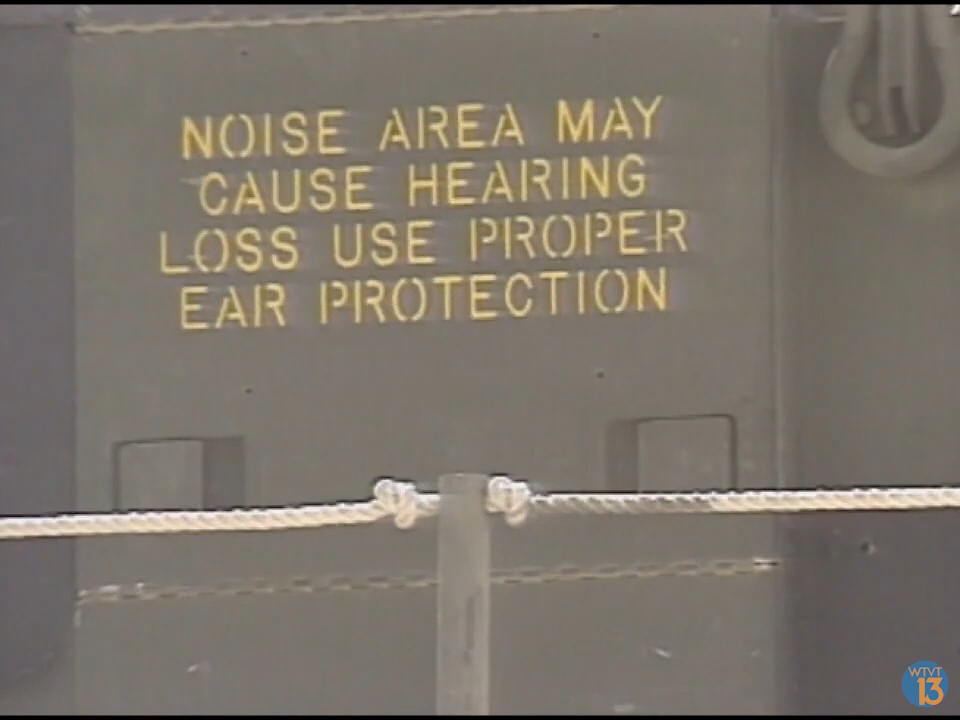 NOISE AREA MAY
CAUSE HEARING
LOSS USE PROPER
EAR PROTECTION
WTVT
13